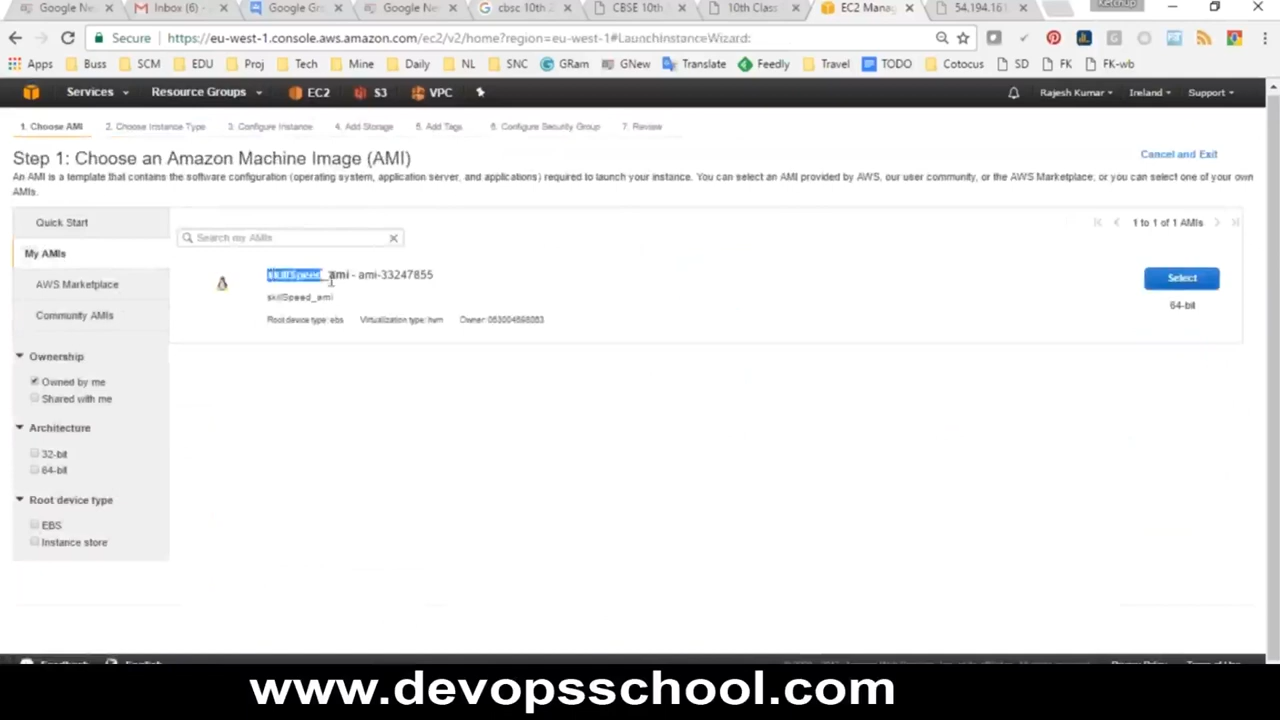 Google Ne
Inbox (6) -
Google Gr
Google Ne
cbsc 10th
CBSE 10th
10th Class
EC2 Mana
54.194.16
Ketchup
Secure
https://eu-west-1.console.aws.amazon.com/ec2/v2/home?region=eu-west-1#LaunchInstanceWizard:
Apps Buss SCM EDU Proj Tech Mine Daily NL SNC GRam GNew Translate Feedly Travel TODO Cotocus SD FK FK-wb
Services Resource Groups EC2 S3 VPC Rajesh Kumar Ireland Support
1. Choose AMI 2. Choose Instance Type 3. Configure Instance 4. Add Storage 5. Add Tags 6. Configure Security Group 7. Review
Step 1: Choose an Amazon Machine Image (AMI)
Cancel and Exit
An AMI is a template that contains the software configuration (operating system, application server, and applications) required to launch your instance. You can select an AMI provided by AWS, our user community, or the AWS Marketplace; or you can select one of your own
AMIs.
Quick Start
My AMIs
AWS Marketplace
Community AMIs
Ownership
Owned by me
Shared with me
Architecture
32-bit
64-bit
Root device type
EBS
Instance store
Search my AMIs
1 to 1 of 1 AMIs
skillSpeed_ami - ami-33247855
skillSpeed_ami
Root device type: ebs Virtualization type: hvm
Select
64-bit
www.devopsschool.com